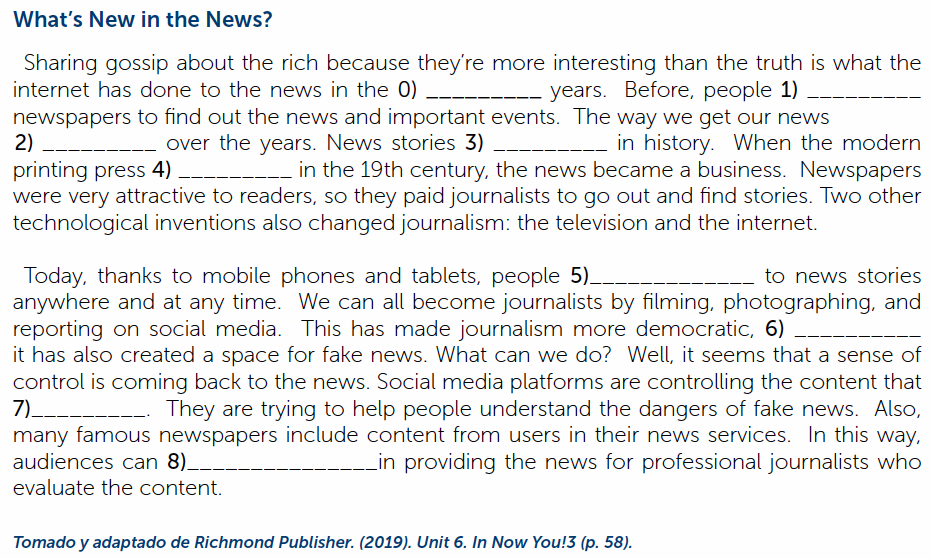 What's New in the News?
Sharing gossip about the rich because they're more interesting than the truth is what the
internet has done to the news in the 0) _________ years. Before, people 1) _________
newspapers to find out the news and important events. The way we get our news
2) _________ over the years. News stories 3) _________ in history. When the modern
printing press 4) _________ in the 19th century, the news became a business. Newspapers
were very attractive to readers, so they paid journalists to go out and find stories. Two other
technological inventions also changed journalism: the television and the internet.
Today, thanks to mobile phones and tablets, people 5)_____________ to news stories
anywhere and at any time. We can all become journalists by filming, photographing, and
reporting on social media. This has made journalism more democratic, 6) __________
it has also created a space for fake news. What can we do? Well, it seems that a sense of
control is coming back to the news. Social media platforms are controlling the content that
7)_________. They are trying to help people understand the dangers of fake news. Also,
many famous newspapers include content from users in their news services. In this way,
audiences can 8)_______________in providing the news for professional journalists who
evaluate the content.
Tomado y adaptado de Richmond Publisher. (2019). Unit 6. In Now You!3 (p. 58).